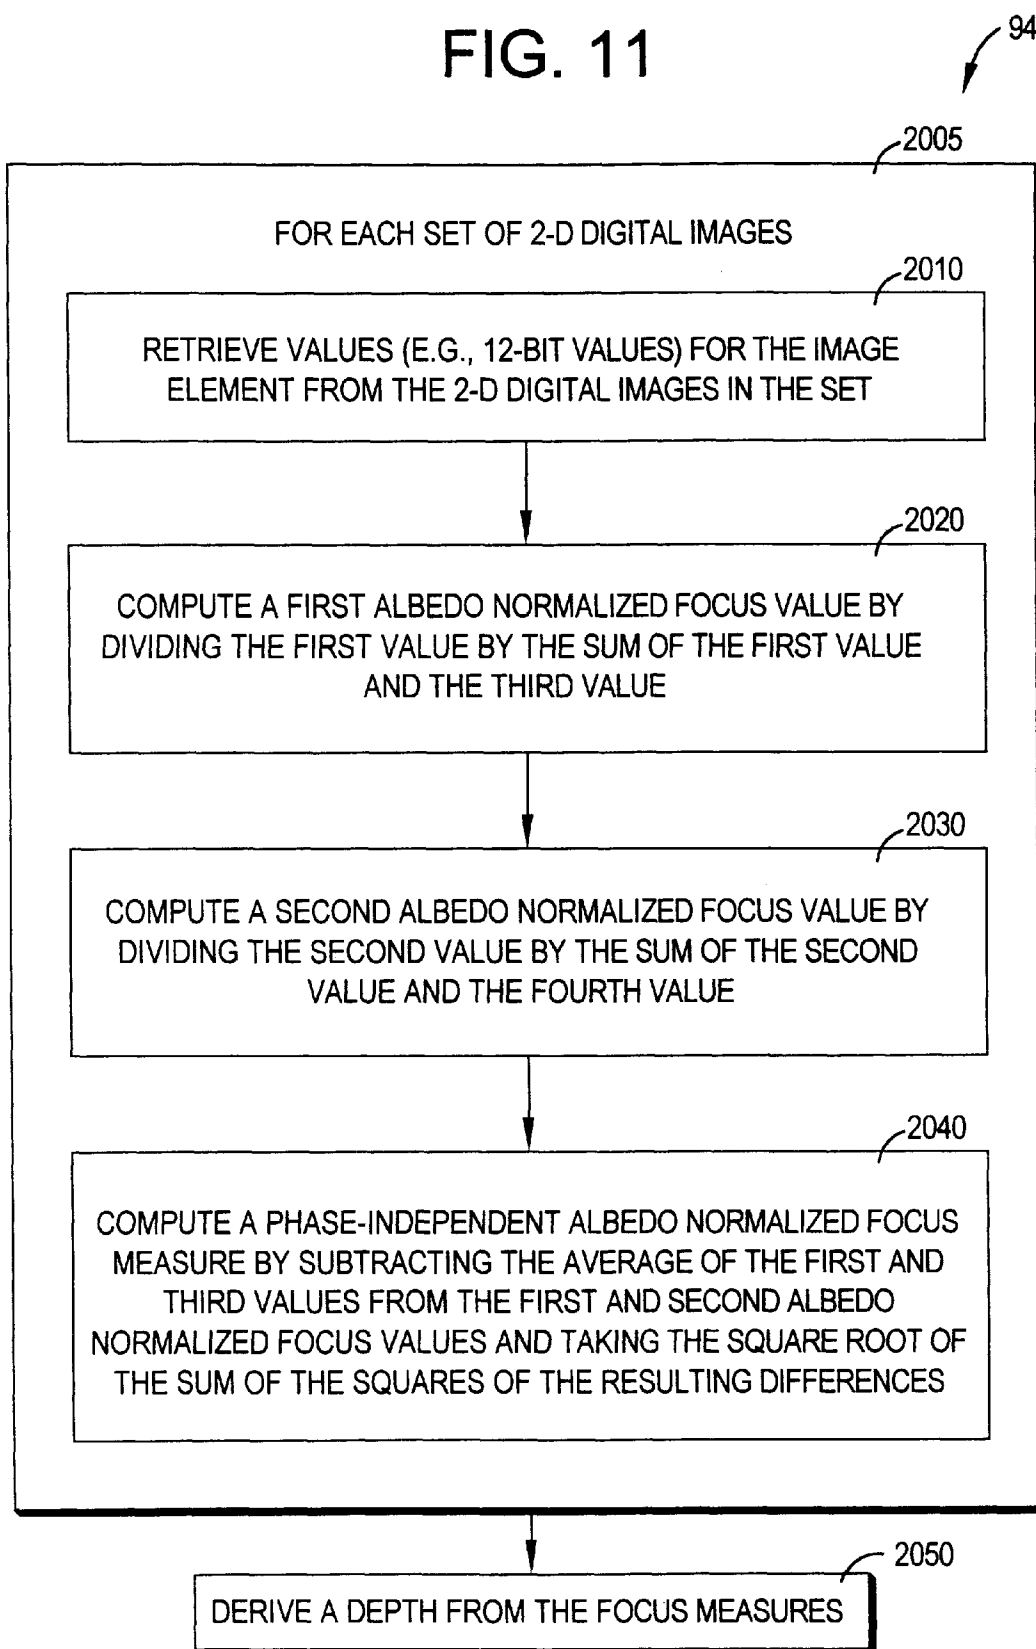 FIG. 11
94
2005
FOR EACH SET OF 2-D DIGITAL IMAGES
2010
RETRIEVE VALUES (E.G., 12-BIT VALUES) FOR THE IMAGE
ELEMENT FROM THE 2-D DIGITAL IMAGES IN THE SET
2020
COMPUTE A FIRST ALBEDO NORMALIZED FOCUS VALUE BY
DIVIDING THE FIRST VALUE BY THE SUM OF THE FIRST VALUE
AND THE THIRD VALUE
2030
COMPUTE A SECOND ALBEDO NORMALIZED FOCUS VALUE BY
DIVIDING THE SECOND VALUE BY THE SUM OF THE SECOND
VALUE AND THE FOURTH VALUE
2040
COMPUTE A PHASE-INDEPENDENT ALBEDO NORMALIZED FOCUS
MEASURE BY SUBTRACTING THE AVERAGE OF THE FIRST AND
THIRD VALUES FROM THE FIRST AND SECOND ALBEDO
NORMALIZED FOCUS VALUES AND TAKING THE SQUARE ROOT OF
THE SUM OF THE SQUARES OF THE RESULTING DIFFERENCES
2050
DERIVE A DEPTH FROM THE FOCUS MEASURES